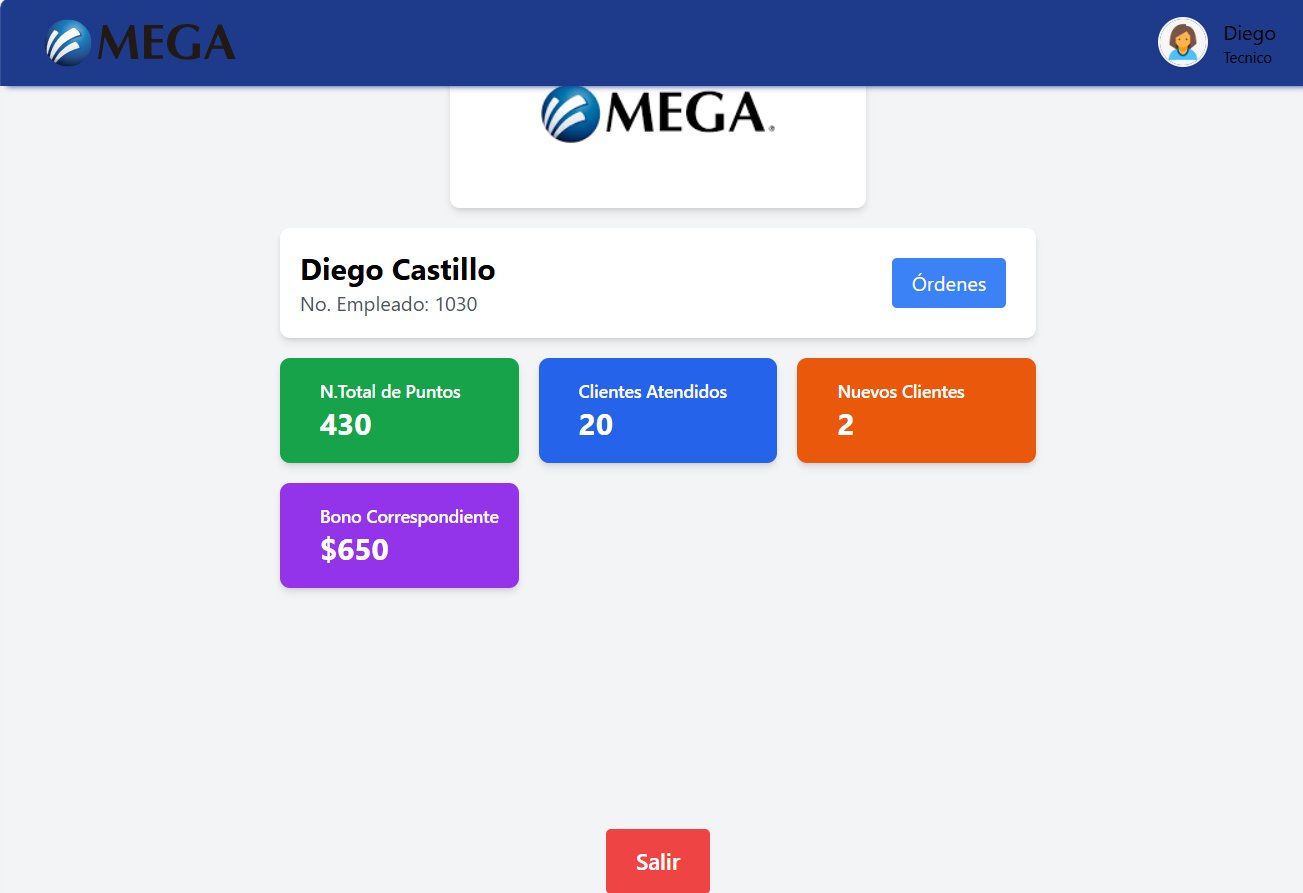 MEGA
Diego
Tecnico
MEGA®
Diego Castillo
No. Empleado: 1030
Órdenes
N.Total de Puntos
430
Clientes Atendidos
20
Nuevos Clientes
2
Bono Correspondiente
$650
Salir